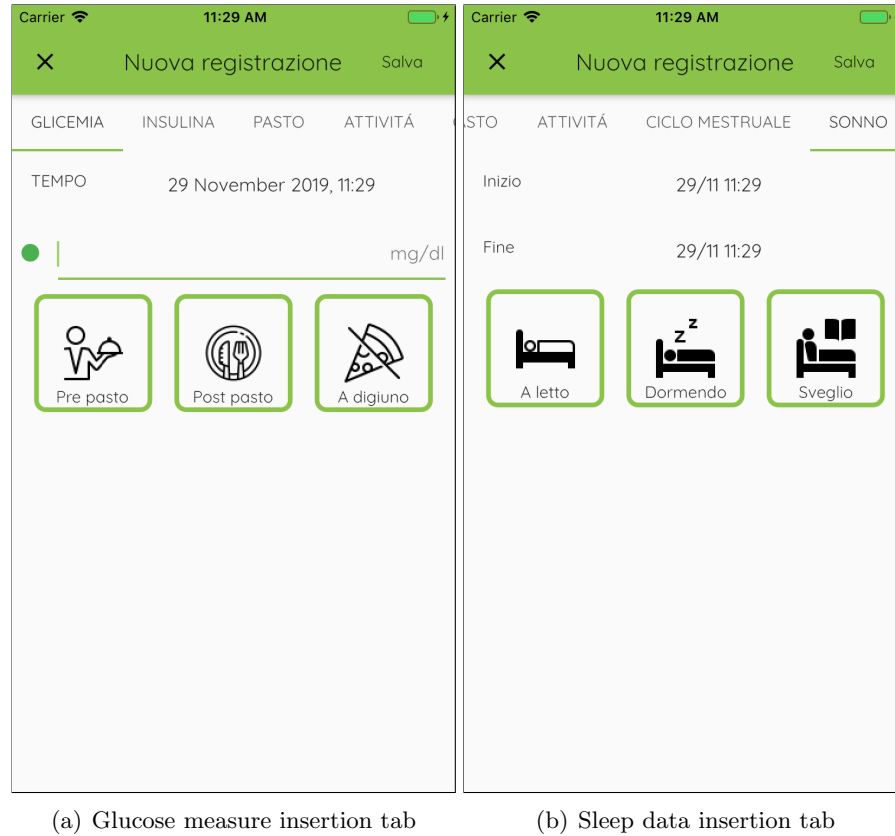 Carrier 11:29 AM
Nuova registrazione Salva
GLICEMIA INSULINA PASTO ATTIVITÁ
TEMPO 29 November 2019, 11:29
mg/dl
Pre pasto Post pasto A digiuno
(a) Glucose measure insertion tab
Carrier 11:29 AM
Nuova registrazione Salva
ASTO ATTIVITÁ CICLO MESTRUALE SONNO
Inizio 29/11 11:29
Fine 29/11 11:29
z z
A letto Dormendo Sveglio
(b) Sleep data insertion tab